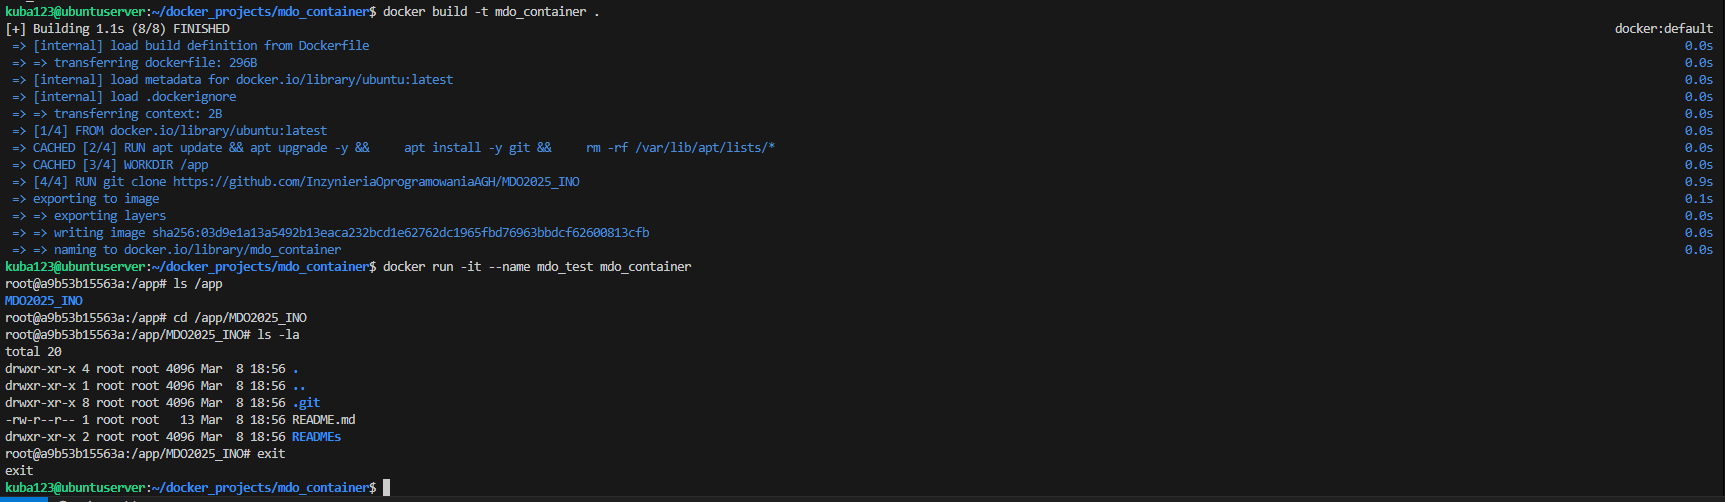 kuba123@ubuntuserver:~/docker_projects/mdo_container$ docker build -t mdo_container .
[+] Building 1.1s (8/8) FINISHED docker:default
=> [internal] load build definition from Dockerfile 0.0s
=> => transferring dockerfile: 296B 0.0s
=> [internal] load metadata for docker.io/library/ubuntu:latest 0.0s
=> [internal] load .dockerignore 0.0s
=> => transferring context: 2B 0.0s
=> [1/4] FROM docker.io/library/ubuntu:latest 0.0s
=> CACHED [2/4] RUN apt update && apt upgrade -y &&     apt install -y git &&     rm -rf /var/lib/apt/lists/* 0.0s
=> CACHED [3/4] WORKDIR /app 0.0s
=> [4/4] RUN git clone https://github.com/InzynieriaOprogramowaniaAGH/MDO2025_INO 0.9s
=> exporting to image 0.1s
=> => exporting layers 0.0s
=> => writing image sha256:03d9e1a13a5492b13eaca232bcd1e62762dc1965fbd76963bbdcf62600813cfb 0.0s
=> => naming to docker.io/library/mdo_container 0.0s
kuba123@ubuntuserver:~/docker_projects/mdo_container$ docker run -it --name mdo_test mdo_container
root@a9b53b15563a:/app# ls /app
MDO2025_INO
root@a9b53b15563a:/app# cd /app/MDO2025_INO
root@a9b53b15563a:/app/MDO2025_INO# ls -la
total 20
drwxr-xr-x 4 root root 4096 Mar  8 18:56 .
drwxr-xr-x 1 root root 4096 Mar  8 18:56 ..
drwxr-xr-x 8 root root 4096 Mar  8 18:56 .git
-rw-r--r-- 1 root root   13 Mar  8 18:56 README.md
drwxr-xr-x 2 root root 4096 Mar  8 18:56 READMEs
root@a9b53b15563a:/app/MDO2025_INO# exit
exit
kuba123@ubuntuserver:~/docker_projects/mdo_container$